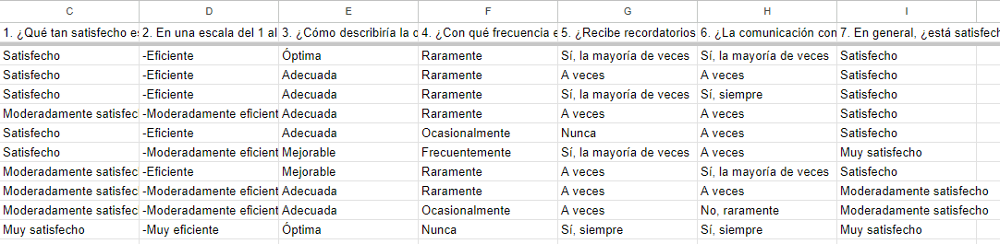 C D E F G H I
1. ¿Qué tan satisfecho es 2. En una escala del 1 al 3. ¿Cómo describiría la c 4. ¿Con qué frecuencia e 5. ¿Recibe recordatorios 6. ¿La comunicación con 7. En general, ¿está satisfech
Satisfecho -Eficiente Óptima Raramente Sí, la mayoría de veces Sí, la mayoría de veces Satisfecho
Satisfecho -Eficiente Adecuada Raramente A veces A veces Satisfecho
Satisfecho -Eficiente Adecuada Raramente Sí, la mayoría de veces Sí, siempre Satisfecho
Moderadamente satisfec -Moderadamente eficient Adecuada Raramente A veces A veces Satisfecho
Satisfecho -Eficiente Adecuada Ocasionalmente Nunca A veces Satisfecho
Satisfecho -Moderadamente eficient Mejorable Frecuentemente Sí, la mayoría de veces A veces Muy satisfecho
Moderadamente satisfec -Eficiente Mejorable Raramente A veces Sí, la mayoría de veces Satisfecho
Moderadamente satisfec -Moderadamente eficient Adecuada Raramente A veces A veces Moderadamente satisfecho
Moderadamente satisfec -Moderadamente eficient Adecuada Ocasionalmente A veces No, raramente Moderadamente satisfecho
Muy satisfecho -Muy eficiente Óptima Nunca Sí, siempre Sí, siempre Muy satisfecho